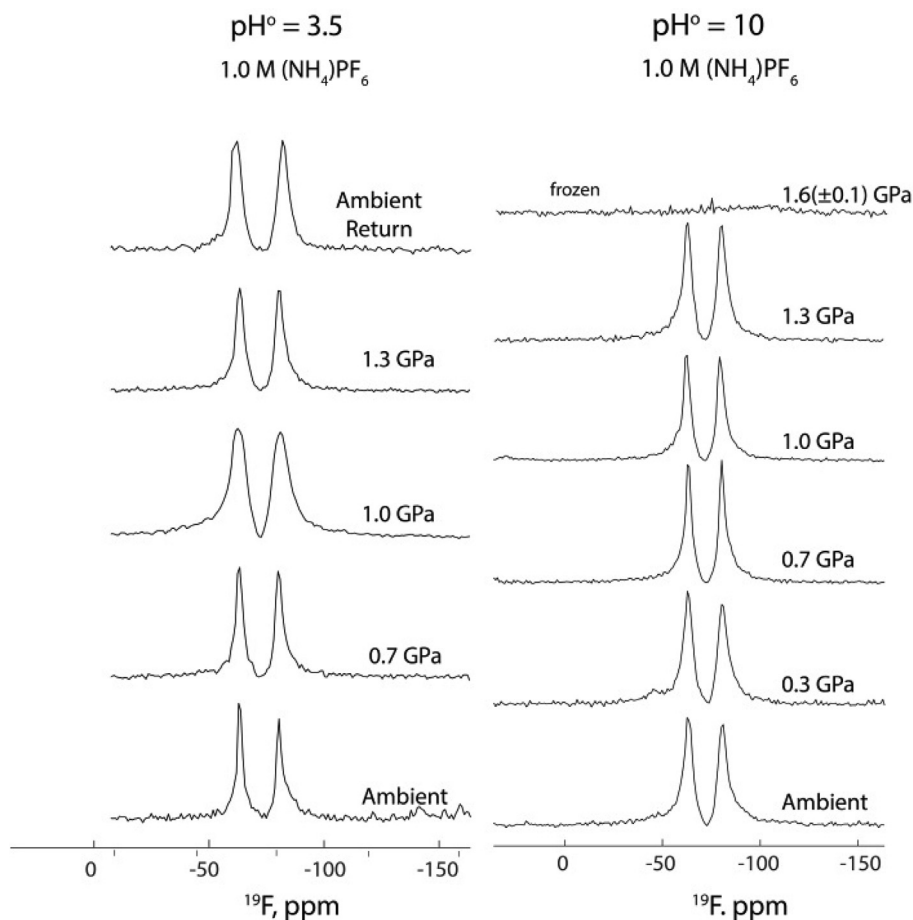 pH° = 3.5
1.0 M (NH₄)PF₆
Ambient
Return
1.3 GPa
1.0 GPa
0.7 GPa
Ambient
0
-50
-100
-150
¹⁹F, ppm
pH° = 10
1.0 M (NH₄)PF₆
frozen
1.6(±0.1) GPa
1.3 GPa
1.0 GPa
0.7 GPa
0.3 GPa
Ambient
0
-50
-100
-150
¹⁹F. ppm